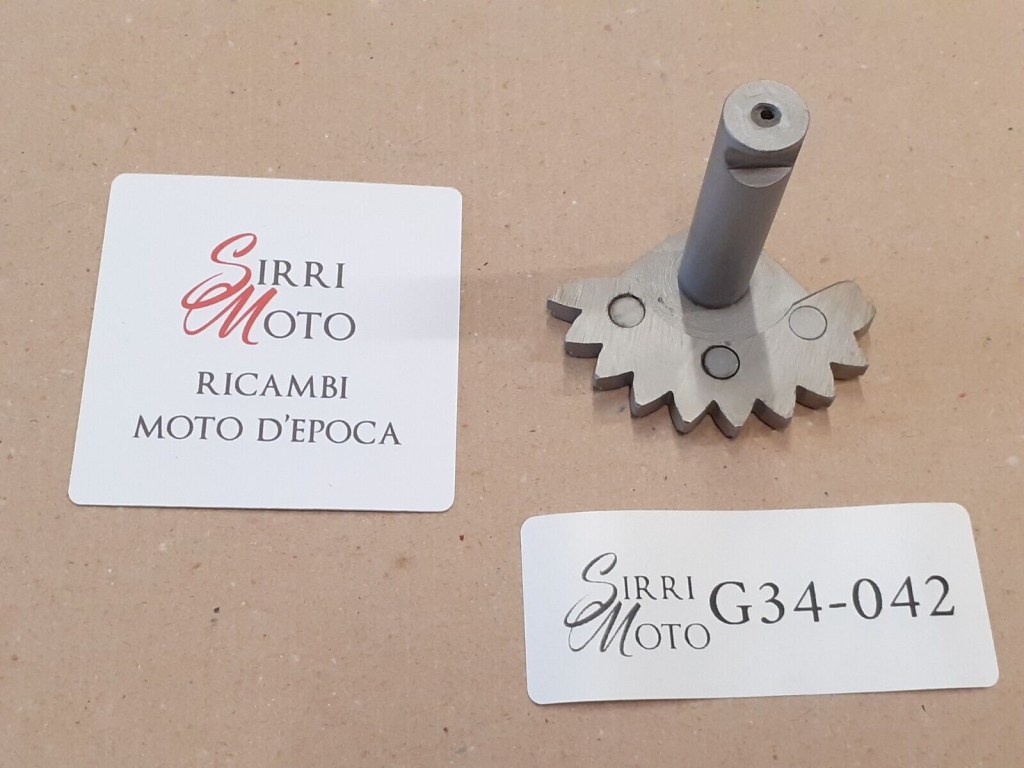 SIRRI
MOTO
RICAMBI
MOTO D'EPOCA
SIRRI
MOTO
G34-042